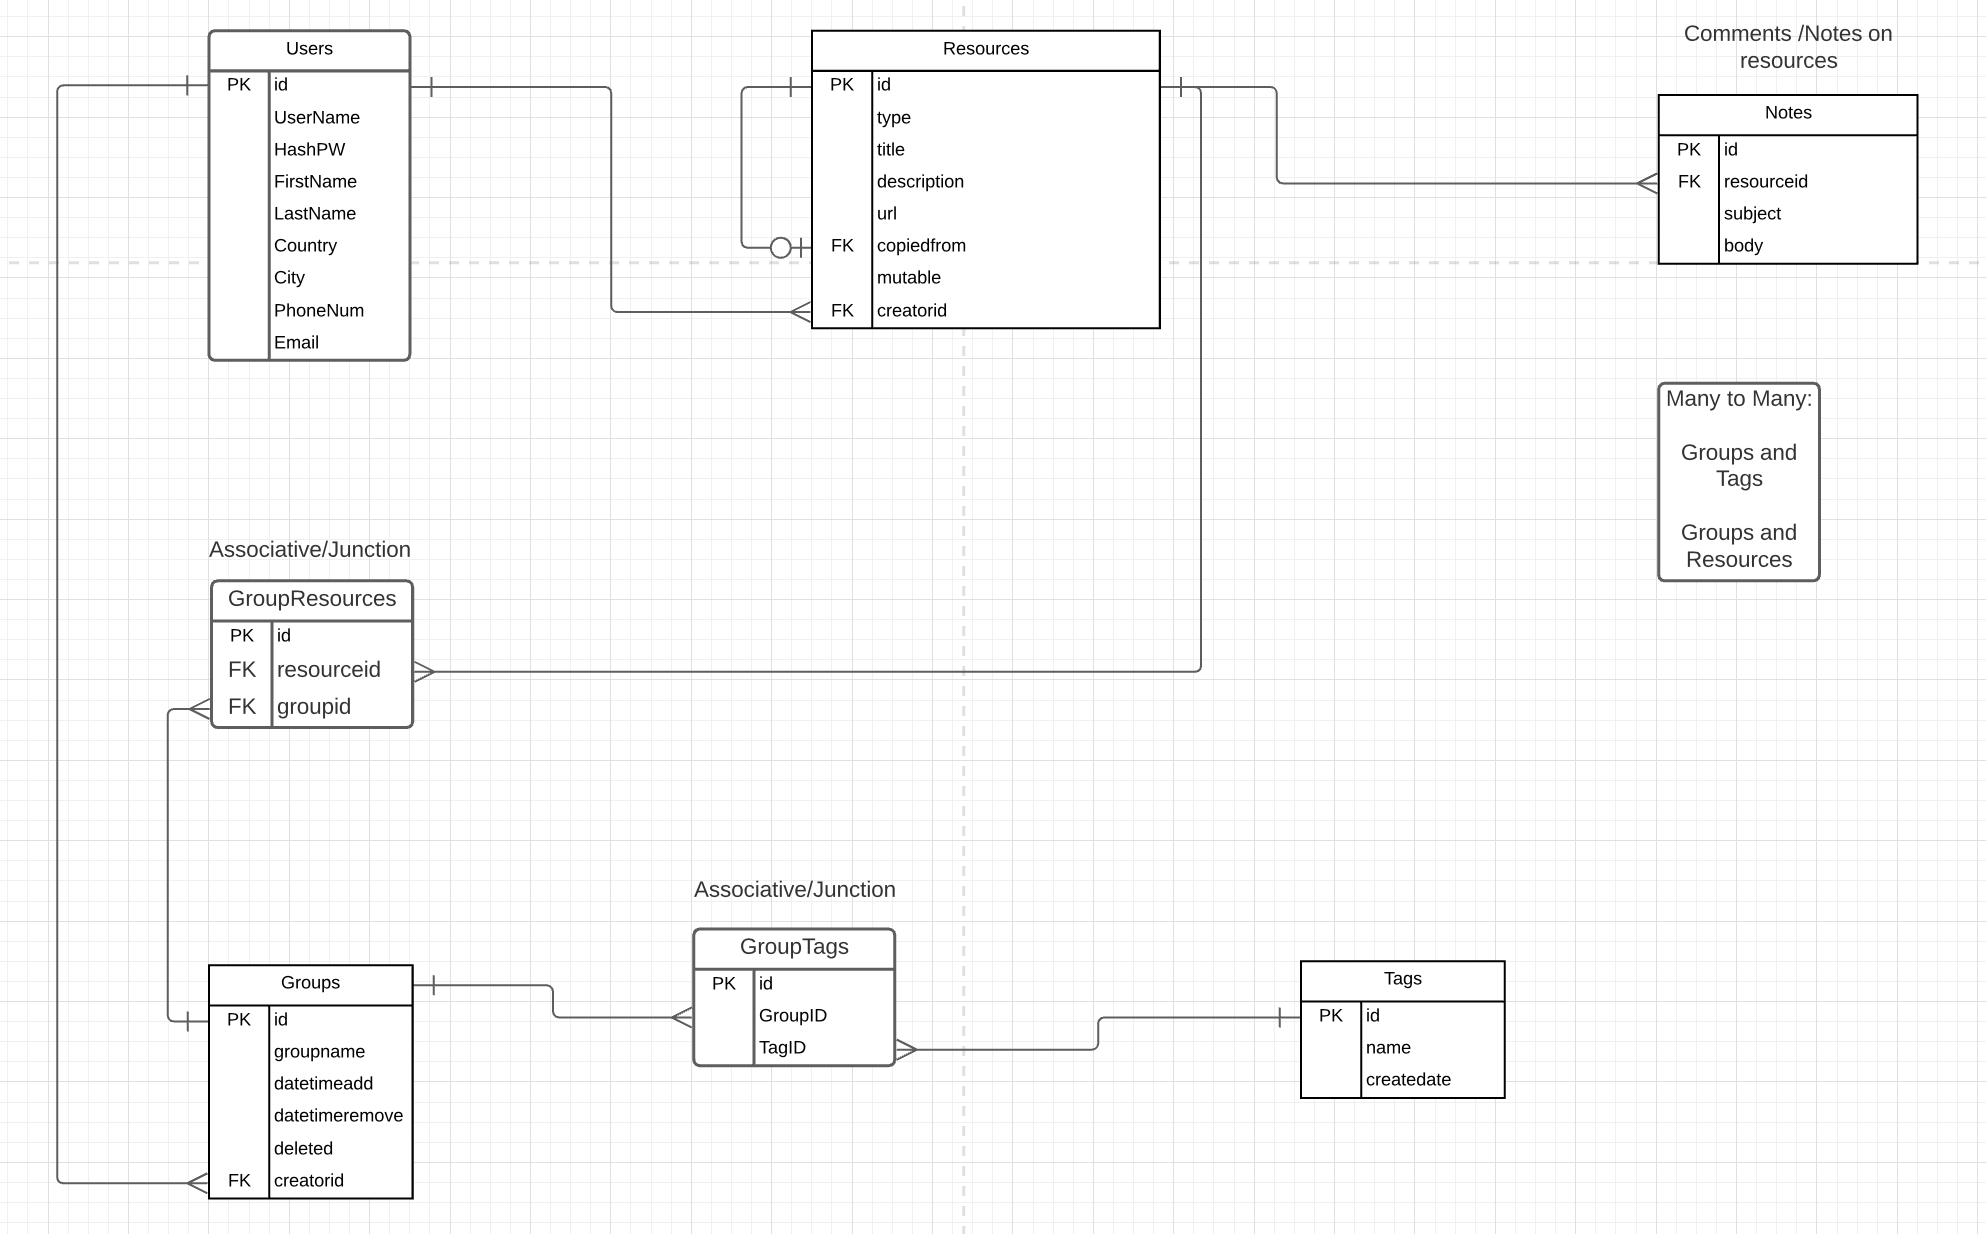 Users
PK id
UserName
HashPW
FirstName
LastName
Country
City
PhoneNum
Email
Resources
PK id
type
title
description
url
FK copiedfrom
mutable
FK creatorid
Comments /Notes on
resources
Notes
PK id
FK resourceid
subject
body
Many to Many:
Groups and
Tags
Groups and
Resources
Associative/Junction
GroupResources
PK id
FK resourceid
FK groupid
Associative/Junction
GroupTags
PK id
GroupID
TagID
Groups
PK id
groupname
datetimeadd
datetimeremove
deleted
FK creatorid
Tags
PK id
name
createdate